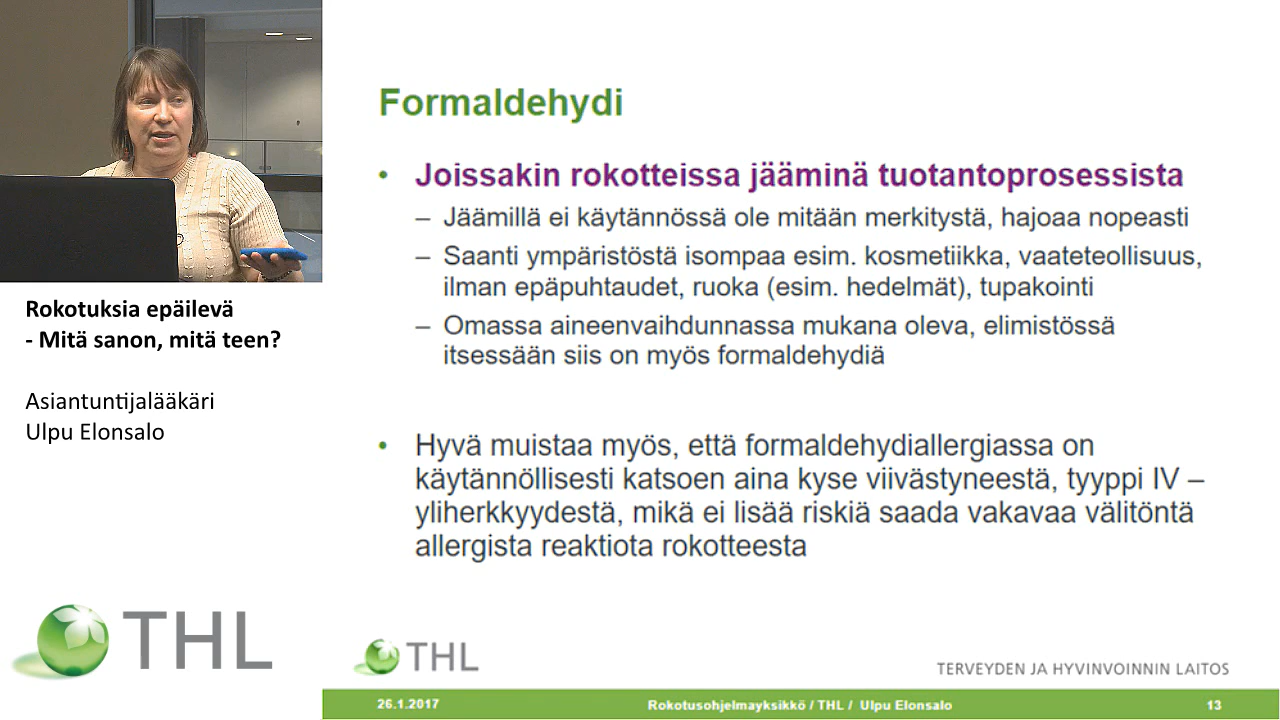 Formaldehydi
• Joissakin rokotteissa jääminä tuotantoprosessista
– Jäämillä ei käytännössä ole mitään merkitystä, hajoaa nopeasti
– Saanti ympäristöstä isompaa esim. kosmetiikka, vaateteollisuus,
ilman epäpuhtaudet, ruoka (esim. hedelmät), tupakointi
– Omassa aineenvaihdunnassa mukana oleva, elimistössä
itsessään siis on myös formaldehydiä
• Hyvä muistaa myös, että formaldehydiallergiassa on
käytännöllisesti katsoen aina kyse viivästyneestä, tyyppi IV –
yliherkkyydestä, mikä ei lisää riskiä saada vakavaa välitöntä
allergista reaktiota rokotteesta
Rokotuksia epäilevä
- Mitä sanon, mitä teen?
Asiantuntijalääkäri
Ulpu Elonsalo
THL
THL
TERVEYDEN JA HYVINVOINNIN LAITOS
26.1.2017 Rokotusohjelmayksikkö / THL / Ulpu Elonsalo 13